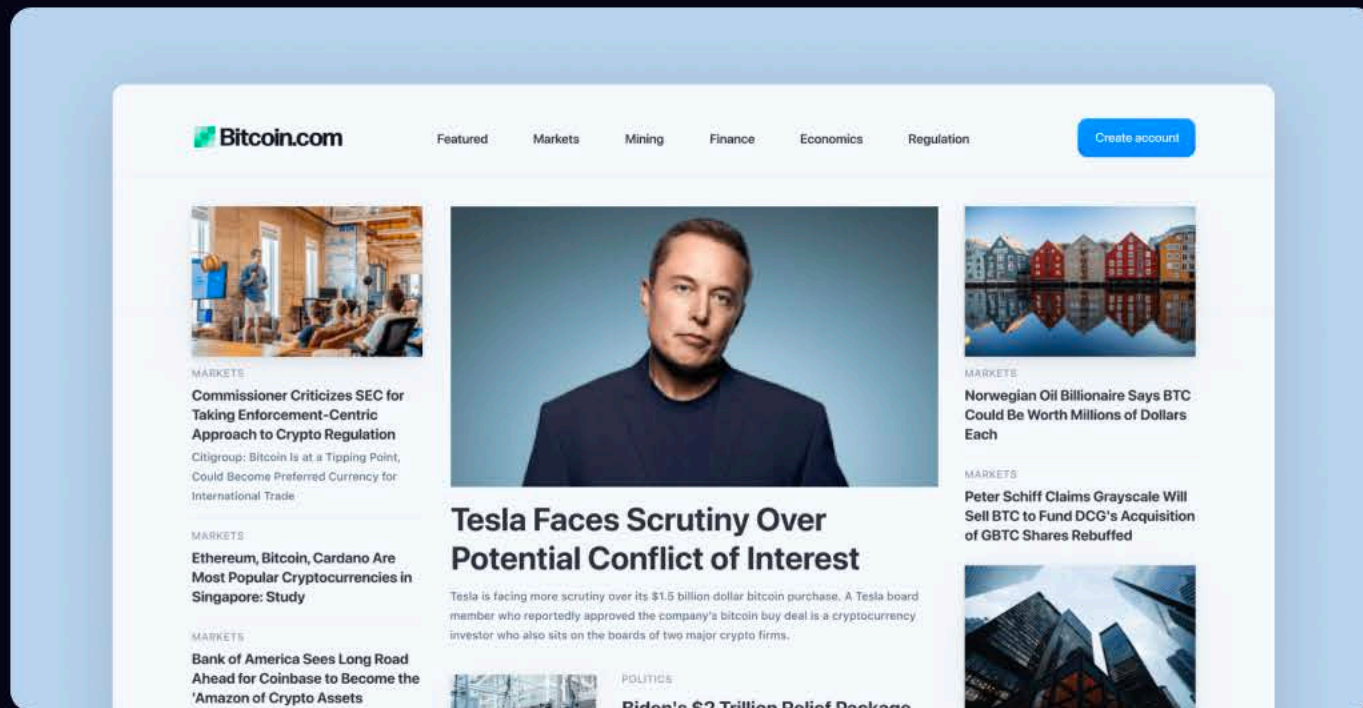 Bitcoin.com
Featured
Markets
Mining
Finance
Economics
Regulation
Create account
MARKETS
Commissioner Criticizes SEC for
Taking Enforcement-Centric
Approach to Crypto Regulation
Citigroup: Bitcoin Is at a Tipping Point,
Could Become Preferred Currency for
International Trade
MARKETS
Ethereum, Bitcoin, Cardano Are
Most Popular Cryptocurrencies in
Singapore: Study
MARKETS
Bank of America Sees Long Road
Ahead for Coinbase to Become the
'Amazon of Crypto Assets
Tesla Faces Scrutiny Over
Potential Conflict of Interest
Tesla is facing more scrutiny over its $1.5 billion dollar bitcoin purchase. A Tesla board
member who reportedly approved the company's bitcoin buy deal is a cryptocurrency
investor who also sits on the boards of two major crypto firms.
POLITICS
Biden's $2 Trillion Relief Package
MARKETS
Norwegian Oil Billionaire Says BTC
Could Be Worth Millions of Dollars
Each
MARKETS
Peter Schiff Claims Grayscale Will
Sell BTC to Fund DCG's Acquisition
of GBTC Shares Rebuffed